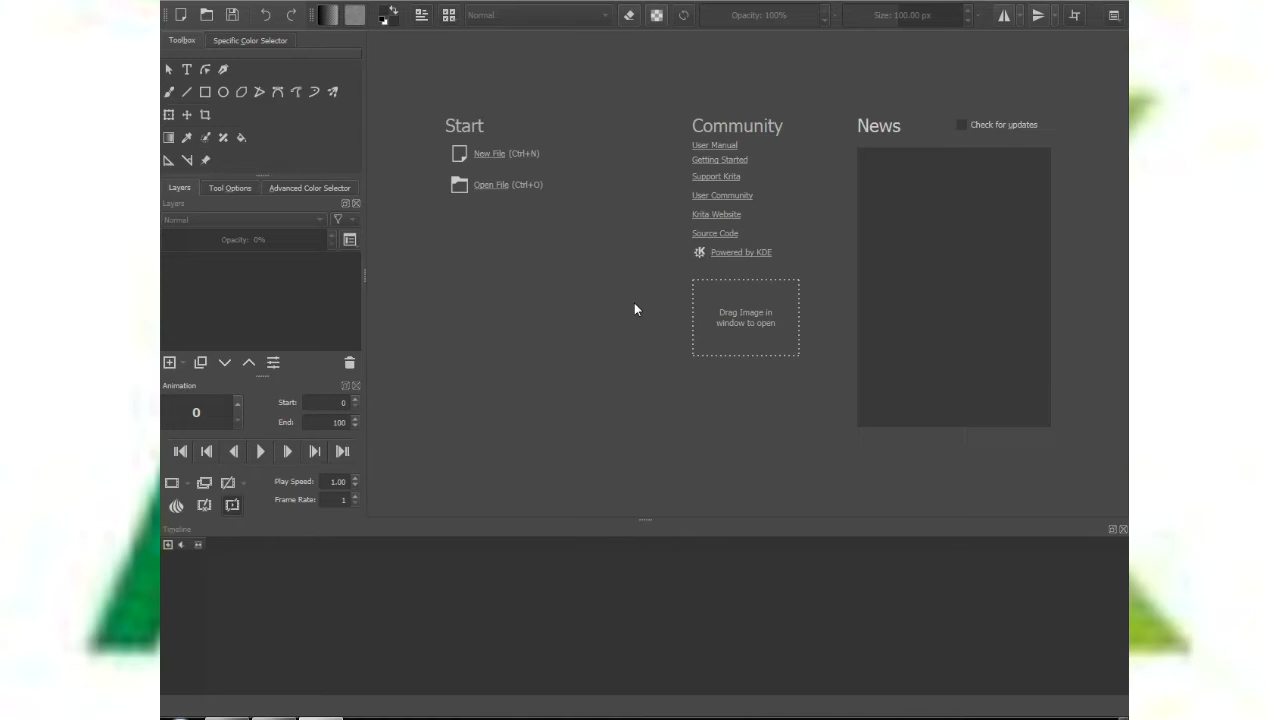 Normal
Opacity: 100%
Size: 100.00 px
Toolbox
Specific Color Selector
Start
New File (Ctrl+N)
Open File (Ctrl+O)
Community
User Manual
Getting Started
Support Krita
User Community
Krita Website
Source Code
Powered by KDE
Drag Image in
window to open
News
Check for updates
Layers
Tool Options
Advanced Color Selector
Layers
Normal
Opacity: 0%
Animation
0
Start: 0
End: 100
Play Speed: 1.00
Frame Rate: 1
Timeline